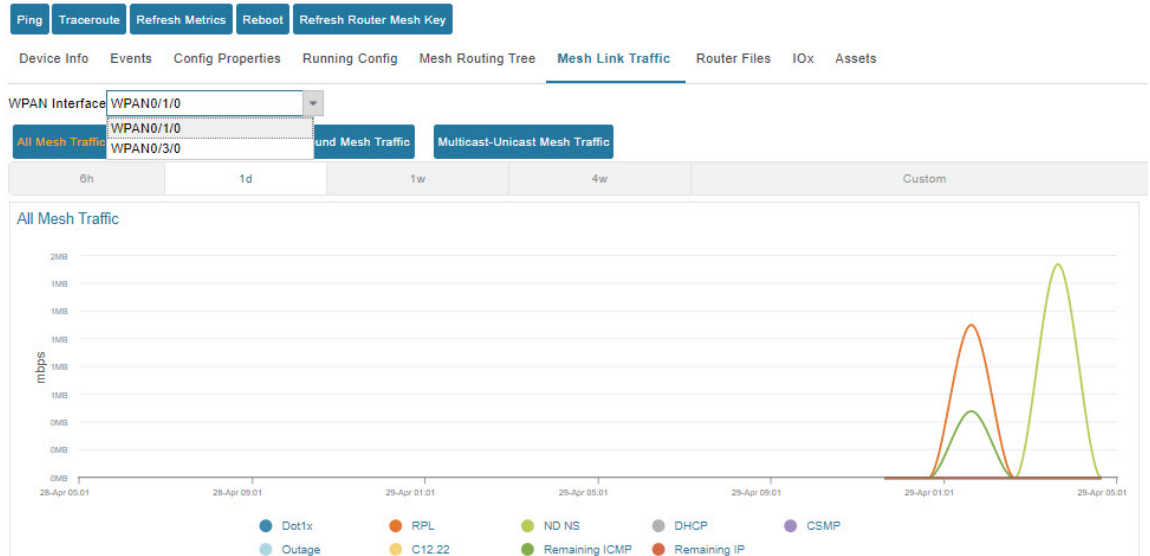 Ping Traceroute Refresh Metrics Reboot Refresh Router Mesh Key
Device Info Events Config Properties Running Config Mesh Routing Tree Mesh Link Traffic Router Files IOx Assets
WPAN Interface WPAN0/1/0
WPAN0/1/0
WPAN0/3/0
All Mesh Traffic und Mesh Traffic Multicast-Unicast Mesh Traffic
6h 1d 1w 4w Custom
All Mesh Traffic
2MB
1MB
1MB
1MB
1MB
1MB
0MB
0MB
0MB
mbps
28-Apr 05:01 28-Apr 09:01 29-Apr 01:01 29-Apr 05:01 29-Apr 09:01 29-Apr 01:01 29-Apr 05:01
Dot1x RPL ND NS DHCP CSMP
Outage C12.22 Remaining ICMP Remaining IP